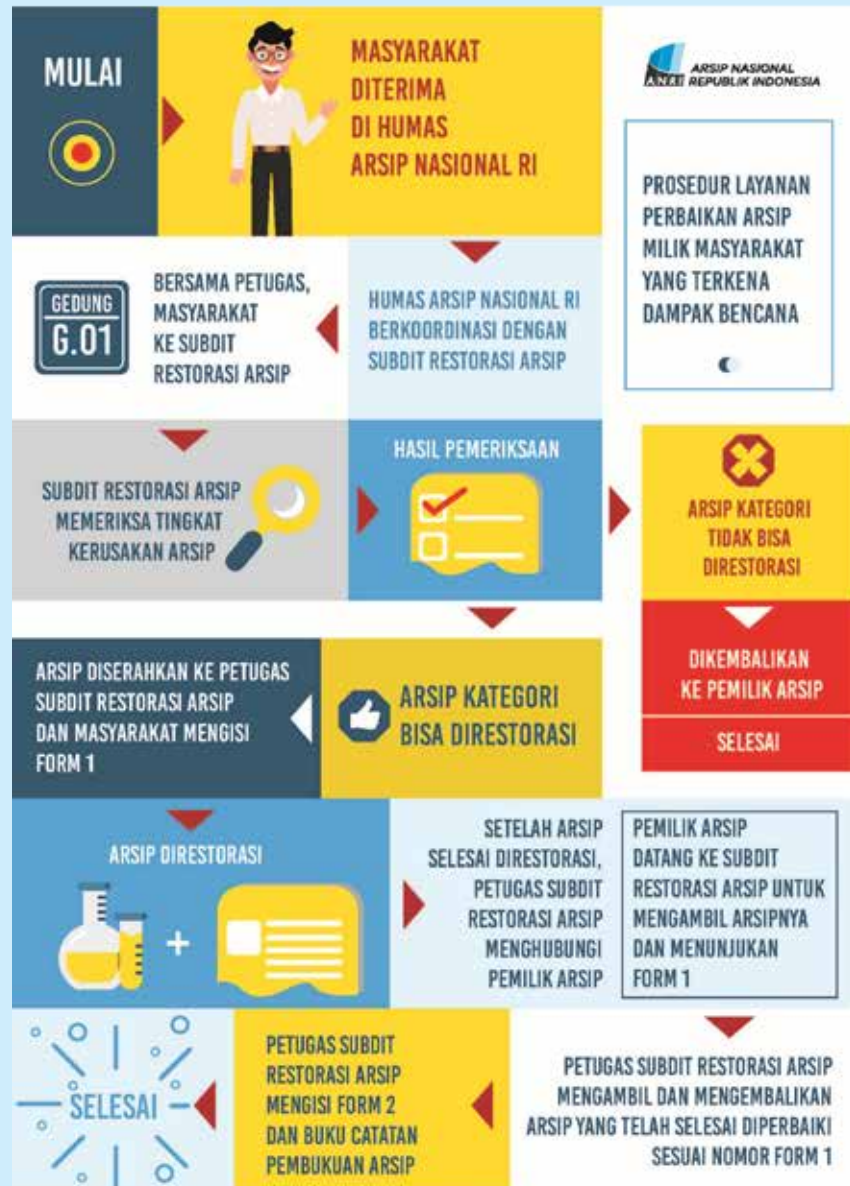 MULAI
MASYARAKAT
DITERIMA
DI HUMAS
ARSIP NASIONAL RI
ANRI
ARSIP NASIONAL
REPUBLIK INDONESIA
PROSEDUR LAYANAN
PERBAIKAN ARSIP
MILIK MASYARAKAT
YANG TERKENA
DAMPAK BENCANA
HUMAS ARSIP NASIONAL RI
BERKOORDINASI DENGAN
SUBDIT RESTORASI ARSIP
GEDUNG
G.01
BERSAMA PETUGAS,
MASYARAKAT
KE SUBDIT
RESTORASI ARSIP
SUBDIT RESTORASI ARSIP
MEMERIKSA TINGKAT
KERUSAKAN ARSIP
HASIL PEMERIKSAAN
ARSIP KATEGORI
TIDAK BISA
DIRESTORASI
DIKEMBALIKAN
KE PEMILIK ARSIP
SELESAI
ARSIP KATEGORI
BISA DIRESTORASI
ARSIP DISERAHKAN KE PETUGAS
SUBDIT RESTORASI ARSIP
DAN MASYARAKAT MENGISI
FORM 1
ARSIP DIRESTORASI
+
SETELAH ARSIP
SELESAI DIRESTORASI,
PETUGAS SUBDIT
RESTORASI ARSIP
MENGHUBUNGI
PEMILIK ARSIP
PEMILIK ARSIP
DATANG KE SUBDIT
RESTORASI ARSIP UNTUK
MENGAMBIL ARSIPNYA
DAN MENUNJUKAN
FORM 1
PETUGAS SUBDIT RESTORASI ARSIP
MENGAMBIL DAN MENGEMBALIKAN
ARSIP YANG TELAH SELESAI DIPERBAIKI
SESUAI NOMOR FORM 1
PETUGAS SUBDIT
RESTORASI ARSIP
MENGISI FORM 2
DAN BUKU CATATAN
PEMBUKUAN ARSIP
SELESAI